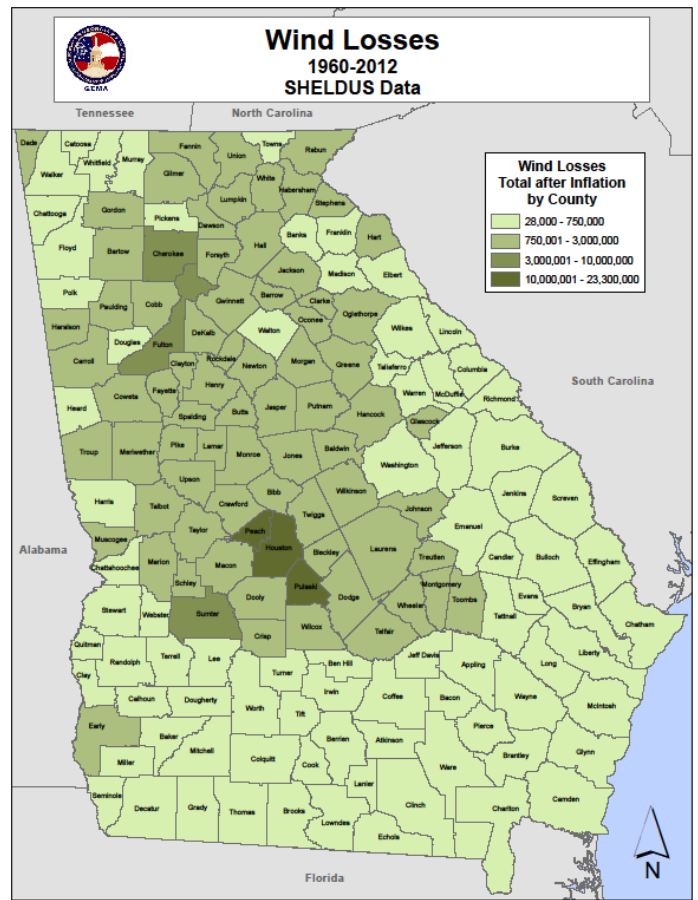 Wind Losses
1960-2012
SHELDUS Data
GEMA
Tennessee
North Carolina
Wind Losses
Total after Inflation
by County
28,000 - 750,000
750,001 - 3,000,000
3,000,001 - 10,000,000
10,000,001 - 23,300,000
Dade
Catoosa
Whitfield
Murray
Fannin
Union
Towns
Rabun
Walker
Gilmer
White
Habersham
Lumpkin
Stephens
Chattooga
Gordon
Pickens
Dawson
Banks
Franklin
Hart
Floyd
Bartow
Cherokee
Forsyth
Hall
Jackson
Madison
Elbert
Polk
Paulding
Cobb
Gwinnett
Barrow
Clarke
Oconee
Oglethorpe
Haralson
Douglas
Fulton
DeKalb
Walton
Wilkes
Lincoln
Carroll
Clayton
Rockdale
Newton
Morgan
Greene
Taliaferro
Columbia
McDuffie
Warren
Richmond
South Carolina
Heard
Coweta
Fayette
Henry
Spalding
Butts
Jasper
Putnam
Hancock
Glascock
Troup
Meriwether
Pike
Lamar
Monroe
Jones
Baldwin
Washington
Jefferson
Burke
Upson
Harris
Talbot
Crawford
Bibb
Wilkinson
Twiggs
Johnson
Jenkins
Screven
Emanuel
Alabama
Muscogee
Taylor
Peach
Houston
Bleckley
Laurens
Treutlen
Candler
Bulloch
Effingham
Chattahoochee
Marion
Macon
Schley
Pulaski
Dodge
Montgomery
Wheeler
Toombs
Tattnall
Evans
Bryan
Chatham
Stewart
Webster
Sumter
Dooly
Crisp
Wilcox
Telfair
Quitman
Randolph
Terrell
Lee
Turner
Ben Hill
Jeff Davis
Appling
Long
Liberty
Clay
Calhoun
Dougherty
Worth
Tift
Irwin
Coffee
Bacon
Wayne
McIntosh
Early
Baker
Mitchell
Colquitt
Cook
Berrien
Atkinson
Pierce
Brantley
Glynn
Miller
Ware
Lanier
Seminole
Decatur
Grady
Thomas
Brooks
Lowndes
Echols
Clinch
Charlton
Camden
Florida
N